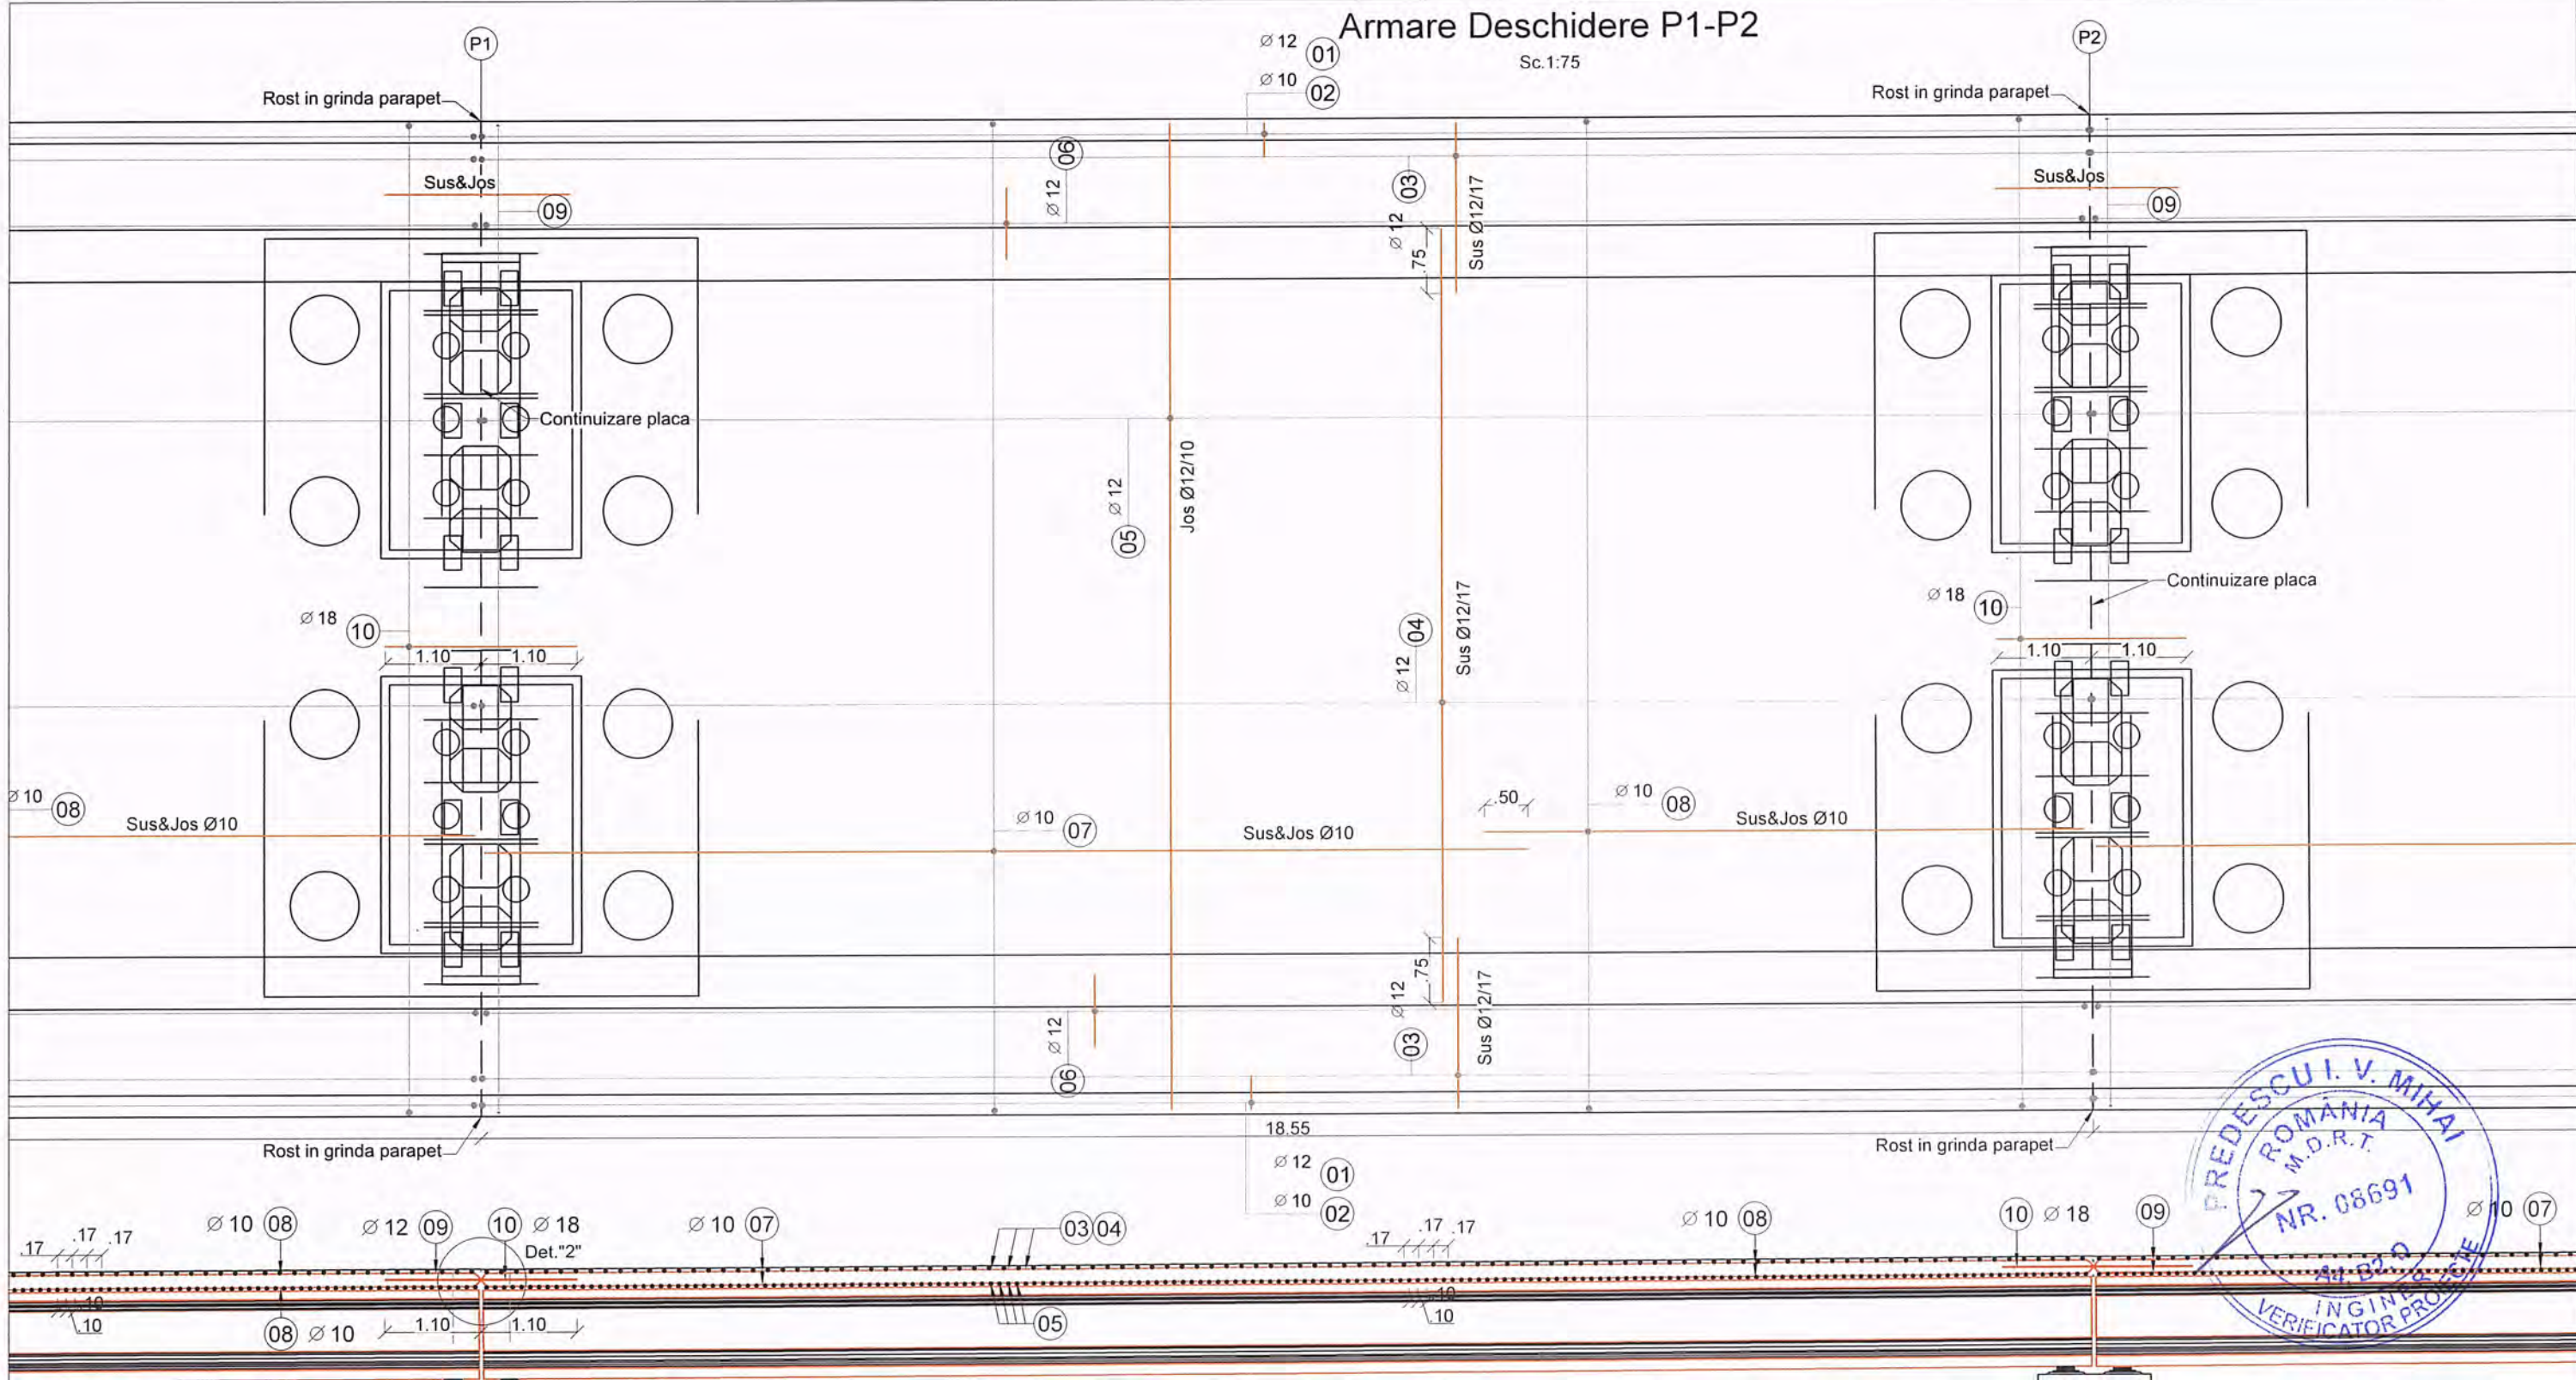 Armare Deschidere P1-P2
Sc.1:75
P1
P2
Ø 12 01
Ø 10 02
Rost in grinda parapet
Rost in grinda parapet
06
Ø 12
03
Ø 12
Sus Ø12/17
.75
Sus&Jos
09
Sus&Jos
09
Continuizare placa
Jos Ø12/10
Ø 12
05
Continuizare placa
Ø 18 10
1.10 1.10
04
Ø 12
Sus Ø12/17
Ø 18 10
1.10 1.10
Ø 10 08
Sus&Jos Ø10
Ø 10 07
Sus&Jos Ø10
.50
Ø 10 08
Sus&Jos Ø10
.75
Ø 12
03
Sus Ø12/17
Ø 12
06
18.55
Rost in grinda parapet
Rost in grinda parapet
Ø 12 01
Ø 10 02
.17 .17 .17
Ø 10 08
Ø 12 09
10 Ø 18
Det."2"
Ø 10 07
03 04
.17 .17 .17
Ø 10 08
10 Ø 18
09
Ø 10 07
.10
.10
08 Ø 10
1.10 1.10
05
.10
.10
PREDESCU I. V. MIHAI
ROMÂNIA
M.D.R.T.
NR. 08691
A4 B2 D
INGINER
VERIFICATOR PROIECTE